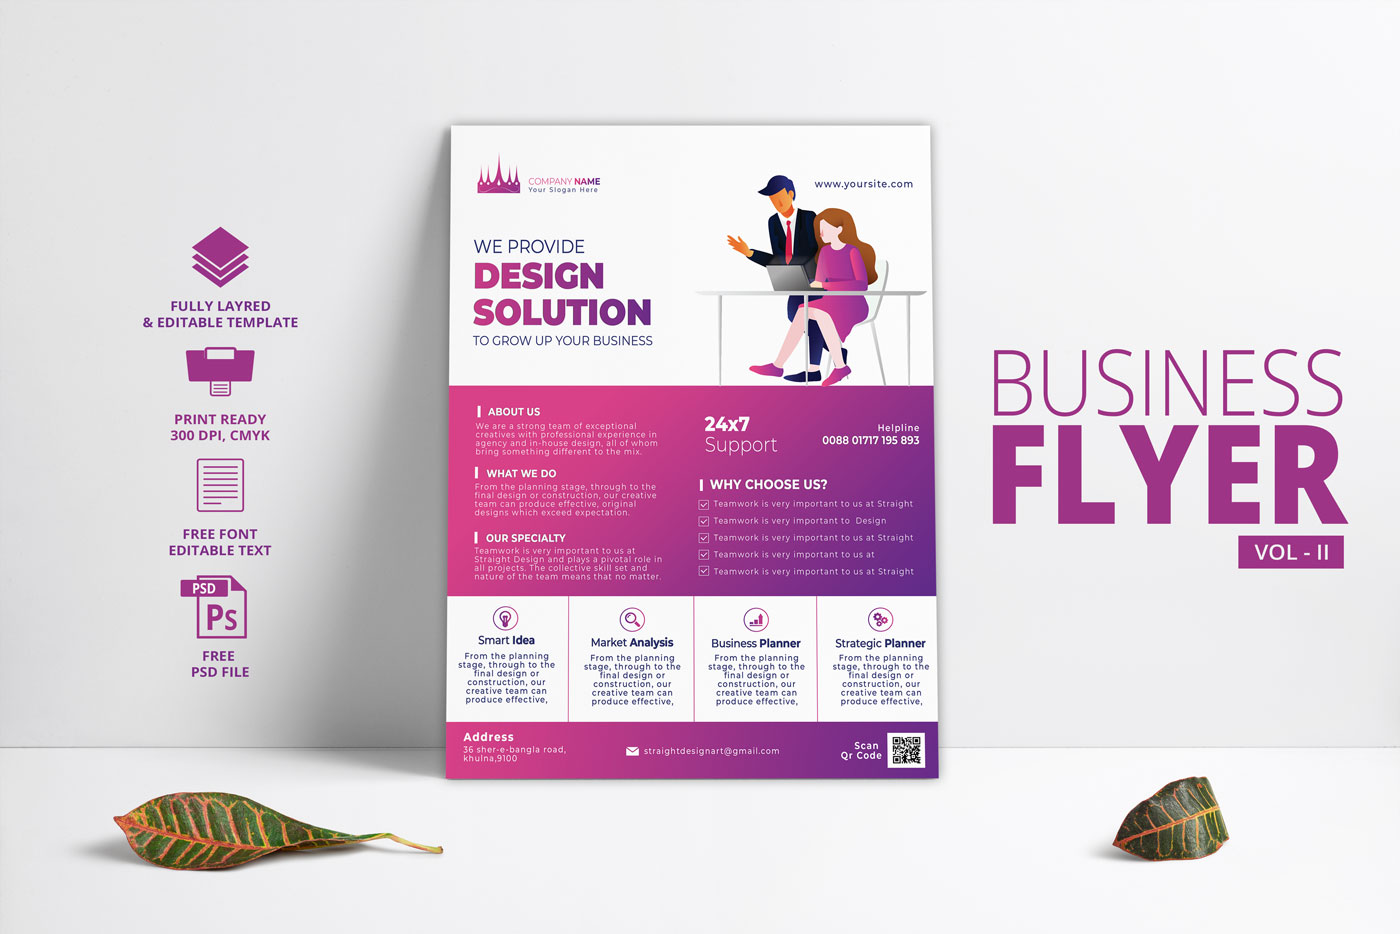 FULLY LAYRED
& EDITABLE TEMPLATE
PRINT READY
300 DPI, CMYK
FREE FONT
EDITABLE TEXT
PSD
Ps
FREE
PSD FILE
COMPANY NAME
Your Slogan Here
www.yoursite.com
WE PROVIDE
DESIGN
SOLUTION
TO GROW UP YOUR BUSINESS
ABOUT US
We are a strong team of exceptional
creatives with professional experience in
agency and in-house design, all of whom
bring something different to the mix.
WHAT WE DO
From the planning stage, through to the
final design or construction, our creative
team can produce effective, original
designs which exceed expectation.
OUR SPECIALTY
Teamwork is very important to us at
Straight Design and plays a pivotal role in
all projects. The collective skill set and
nature of the team means that no matter.
24x7
Support
Helpline
0088 01717 195 893
WHY CHOOSE US?
Teamwork is very important to us at Straight
Teamwork is very important to Design
Teamwork is very important to us at Straight
Teamwork is very important to us at
Teamwork is very important to us at Straight
Smart Idea
From the planning
stage, through to the
final design or
construction, our
creative team can
produce effective,
Market Analysis
From the planning
stage, through to the
final design or
construction, our
creative team can
produce effective,
Business Planner
From the planning
stage, through to the
final design or
construction, our
creative team can
produce effective,
Strategic Planner
From the planning
stage, through to the
final design or
construction, our
creative team can
produce effective,
Address
36 sher-e-bangla road,
khulna,9100
straightdesignart@gmail.com
Scan
Qr Code
BUSINESS
FLYER
VOL - II